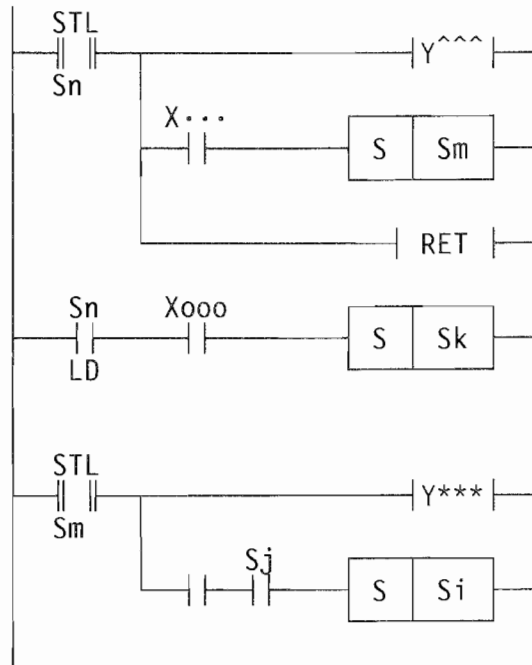 STL
Sn
Y^^^
X···
S Sm
RET
Sn Xooo
LD
S Sk
STL
Sm
Y***
Sj
S Si